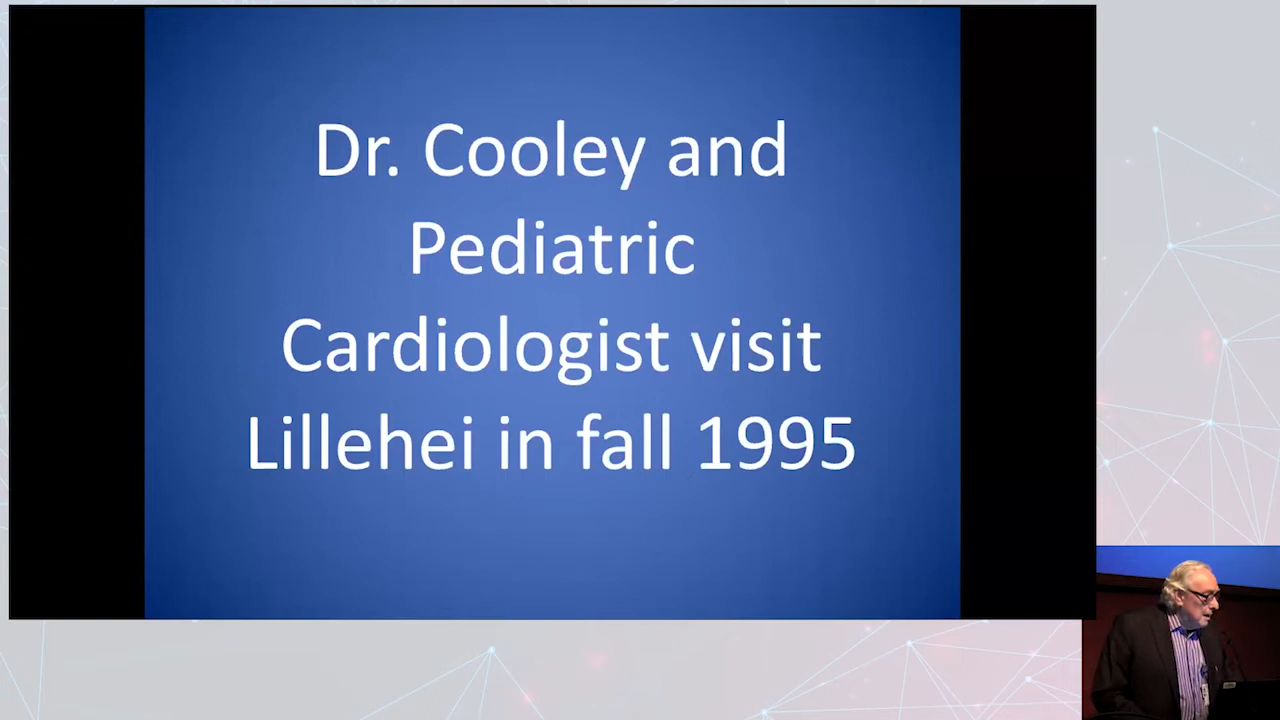 Dr. Cooley and
Pediatric
Cardiologist visit
Lillehei in fall 1995